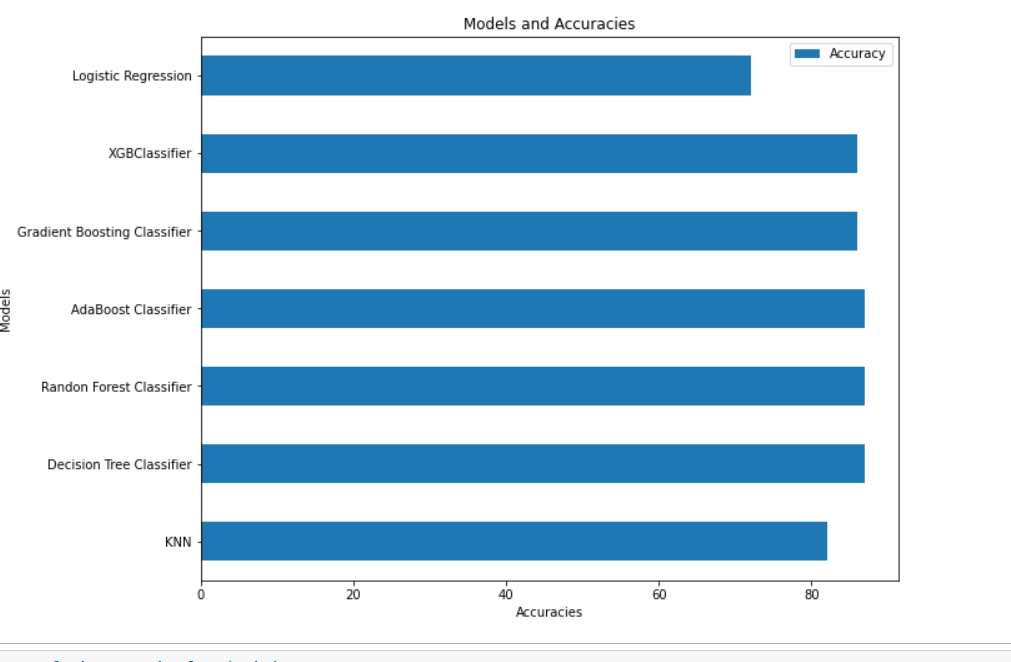 Models and Accuracies
Accuracy
Logistic Regression
XGBClassifier
Gradient Boosting Classifier
AdaBoost Classifier
Randon Forest Classifier
Decision Tree Classifier
KNN
Models
0 20 40 60 80
Accuracies